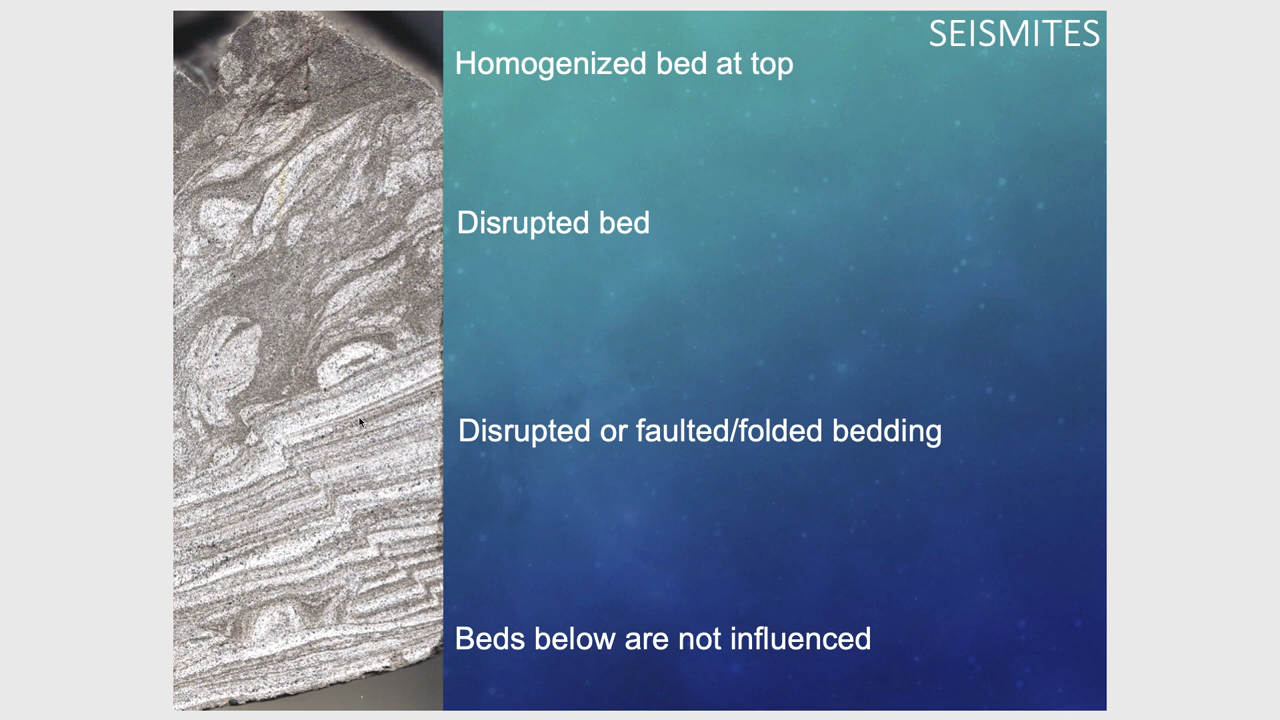 SEISMITES
Homogenized bed at top
Disrupted bed
Disrupted or faulted/folded bedding
Beds below are not influenced